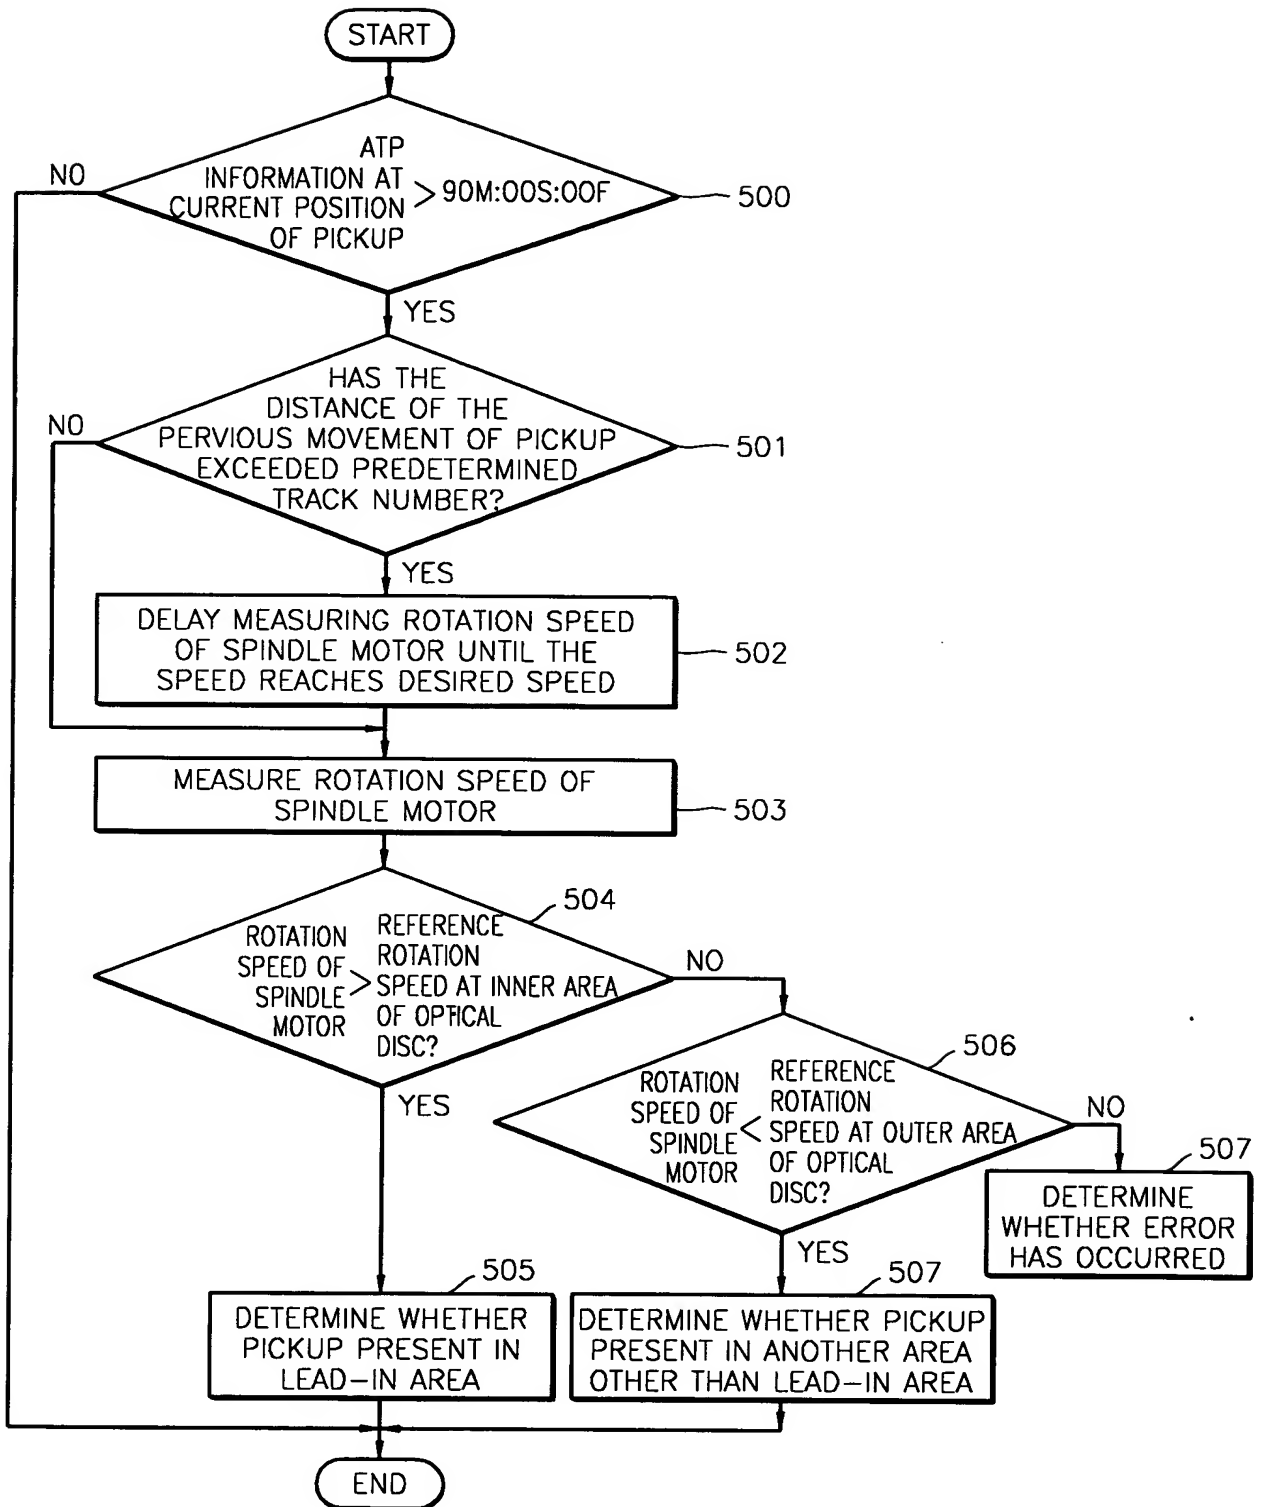 START
ATP
INFORMATION AT
CURRENT POSITION
OF PICKUP
> 90M:00S:00F
500
NO
YES
HAS THE
DISTANCE OF THE
PERVIOUS MOVEMENT OF PICKUP
EXCEEDED PREDETERMINED
TRACK NUMBER?
501
NO
YES
DELAY MEASURING ROTATION SPEED
OF SPINDLE MOTOR UNTIL THE
SPEED REACHES DESIRED SPEED
502
MEASURE ROTATION SPEED OF
SPINDLE MOTOR
503
504
ROTATION
SPEED OF
SPINDLE
MOTOR
>
REFERENCE
ROTATION
SPEED AT INNER AREA
OF OPTICAL
DISC?
NO
YES
506
ROTATION
SPEED OF
SPINDLE
MOTOR
<
REFERENCE
ROTATION
SPEED AT OUTER AREA
OF OPTICAL
DISC?
NO
YES
507
DETERMINE
WHETHER ERROR
HAS OCCURRED
505
DETERMINE WHETHER
PICKUP PRESENT IN
LEAD-IN AREA
507
DETERMINE WHETHER PICKUP
PRESENT IN ANOTHER AREA
OTHER THAN LEAD-IN AREA
END